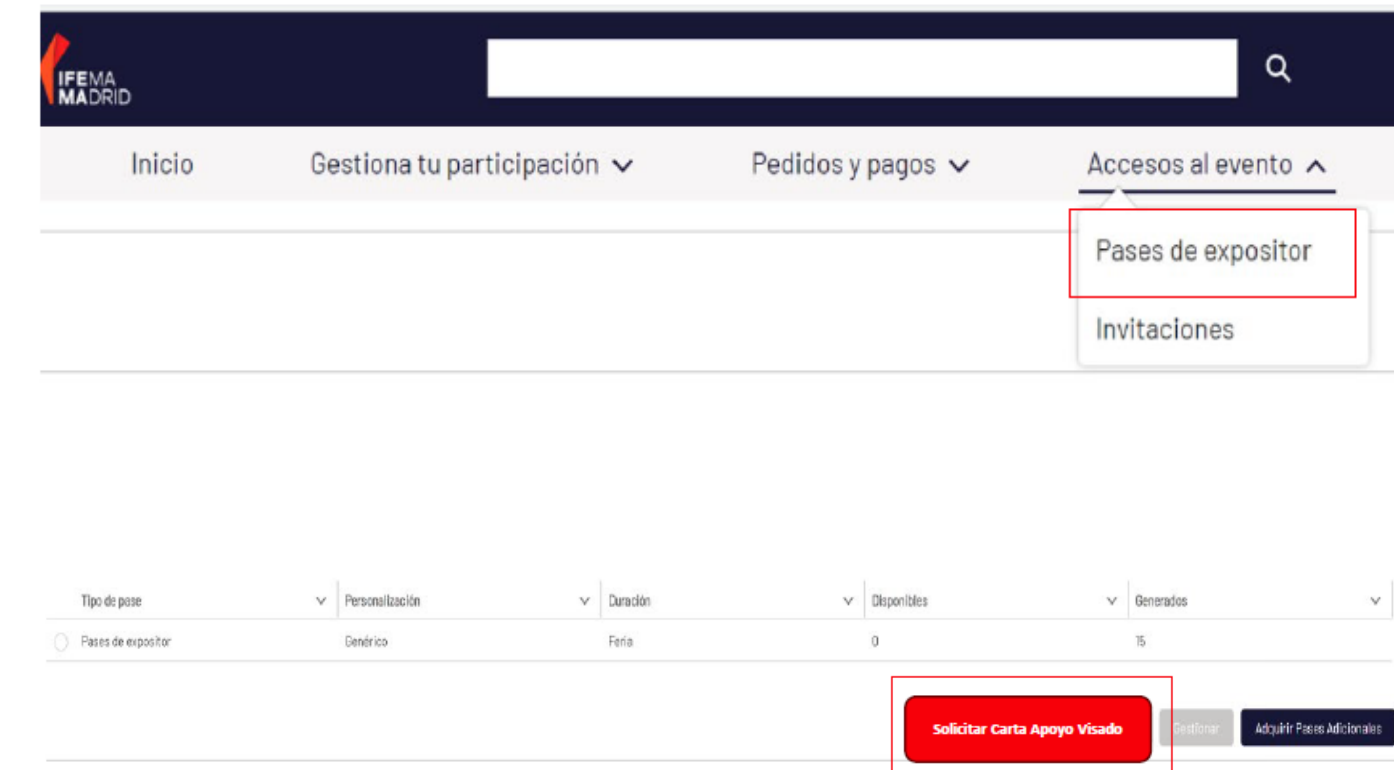 IFEMA
MADRID
Inicio Gestiona tu participación Pedidos y pagos Accesos al evento
Pases de expositor
Invitaciones
Tipo de pase Personalización Duración Disponibles Generados
Pases de expositor Genérico Feria 0 15
Solicitar Carta Apoyo Visado Gestionar Adquirir Pases Adicionales